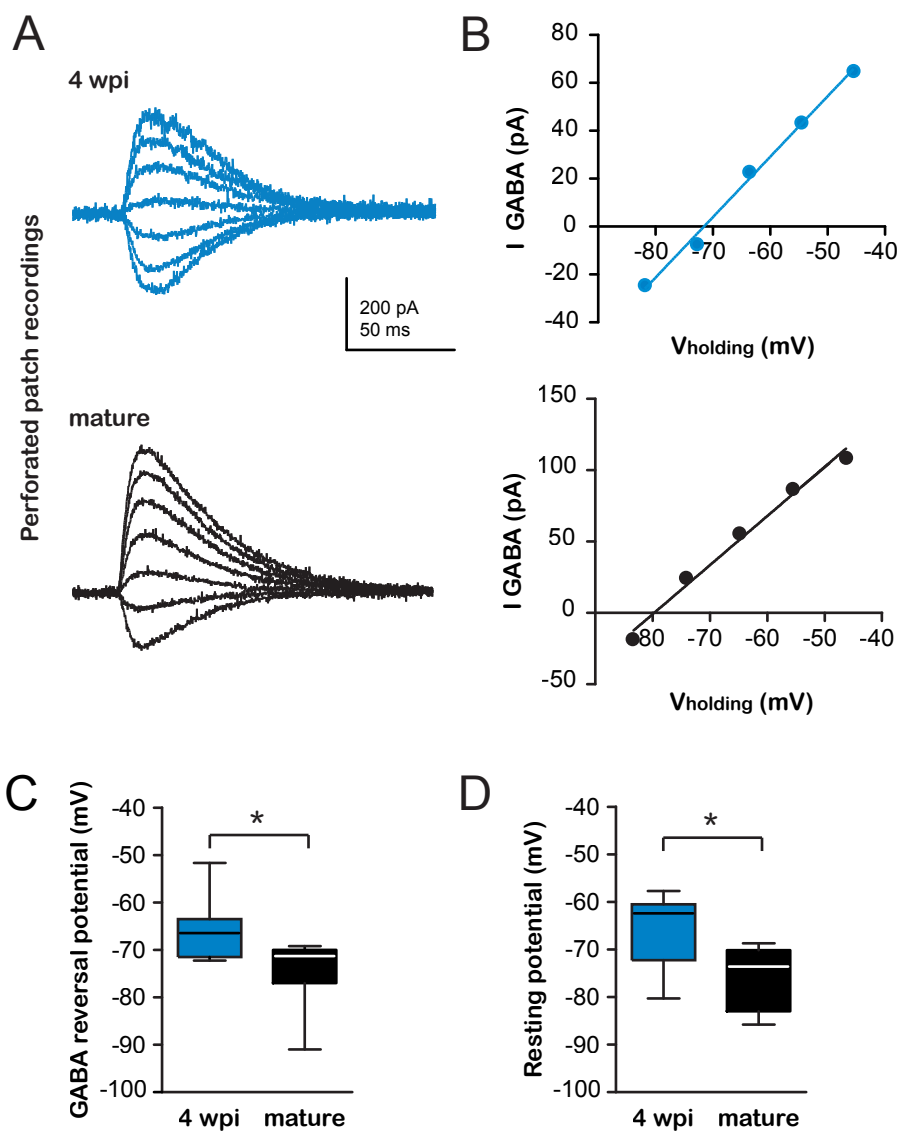 A
B
4 wpi
Perforated patch recordings
200 pA
50 ms
mature
I GABA (pA)
80
60
40
20
0
-20
-40
-80 -70 -60 -50 -40
Vholding (mV)
I GABA (pA)
150
100
50
0
-50
-80 -70 -60 -50 -40
Vholding (mV)
C
GABA reversal potential (mV)
-40
-50
-60
-70
-80
-90
-100
*
4 wpi mature
D
Resting potential (mV)
-40
-50
-60
-70
-80
-90
-100
*
4 wpi mature